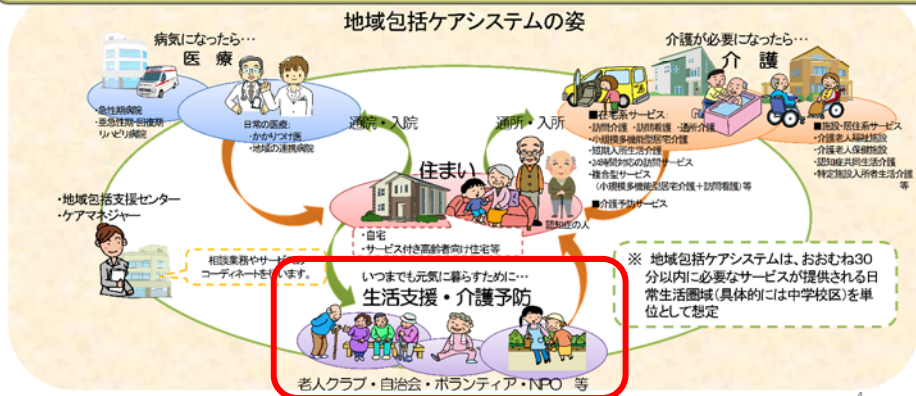 地域包括ケアシステムの姿
病気になったら…
医 療
介護が必要になったら…
介 護
・急性期病院
・亜急性期・回復期
リハビリ病院
日常の医療:
・かかりつけ医
・地域の連携病院
通院・入院
通所・入所
■在宅系サービス:
・訪問介護 ・訪問看護 ・通所介護
・小規模多機能型居宅介護
・短期入所生活介護
・24時間対応の訪問サービス
・複合型サービス
(小規模多機能型居宅介護+訪問看護)等
■介護予防サービス
■施設・居住系サービス
・介護老人福祉施設
・介護老人保健施設
・認知症共同生活介護
・特定施設入所者生活介護
等
住まい
認知症の人
・自宅
・サービス付き高齢者向け住宅等
・地域包括支援センター
・ケアマネジャー
相談業務やサービスの
コーディネートを行います。
※ 地域包括ケアシステムは、おおむね30
分以内に必要なサービスが提供される日
常生活圏域(具体的には中学校区)を単
位として想定
いつまでも元気に暮らすために…
生活支援・介護予防
老人クラブ・自治会・ボランティア・NPO 等
4